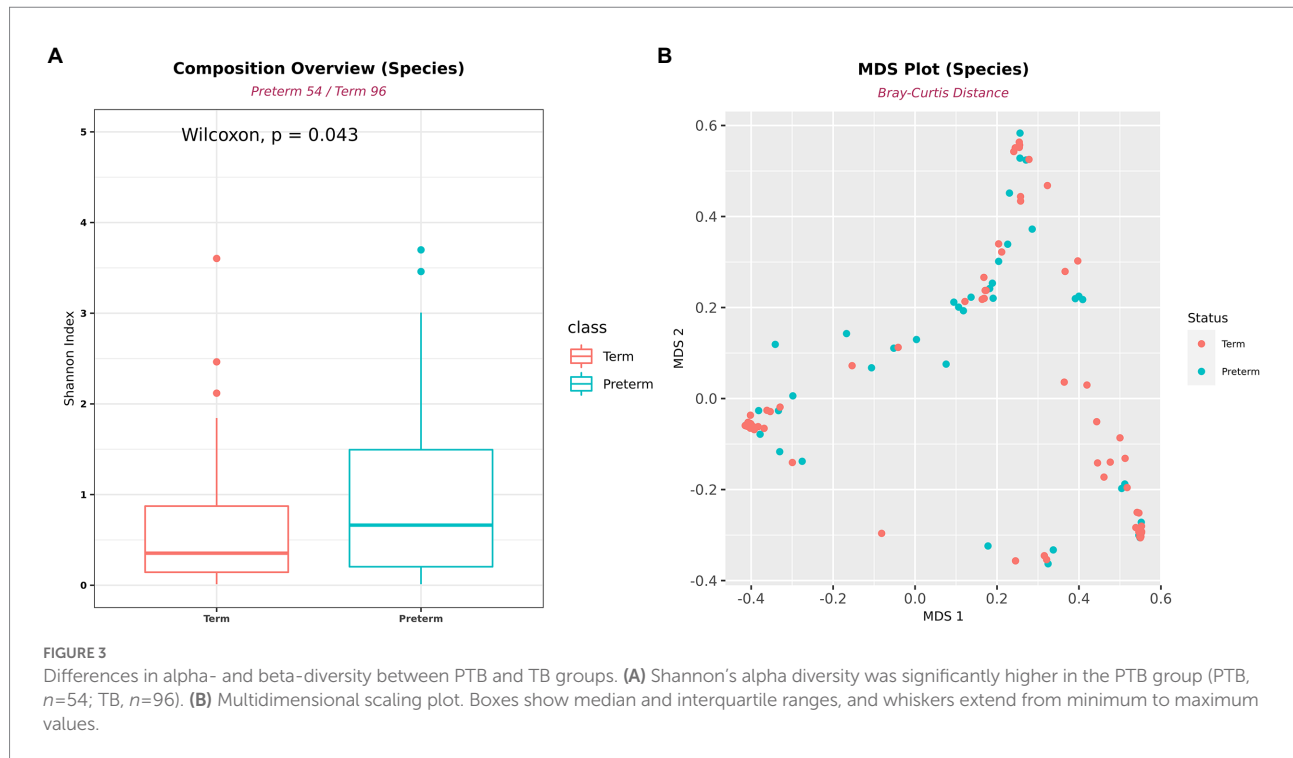 A
Composition Overview (Species)
Preterm 54 / Term 96
Wilcoxon, p = 0.043
5
4
3
2
1
0
Shannon Index
Term
Preterm
class
Term
Preterm
B
MDS Plot (Species)
Bray-Curtis Distance
0.6
0.4
0.2
0.0
-0.2
-0.4
MDS 2
-0.4
-0.2
0.0
0.2
0.4
0.6
MDS 1
Status
Term
Preterm
FIGURE 3
Differences in alpha- and beta-diversity between PTB and TB groups. (A) Shannon’s alpha diversity was significantly higher in the PTB group (PTB,
n=54; TB, n=96). (B) Multidimensional scaling plot. Boxes show median and interquartile ranges, and whiskers extend from minimum to maximum
values.